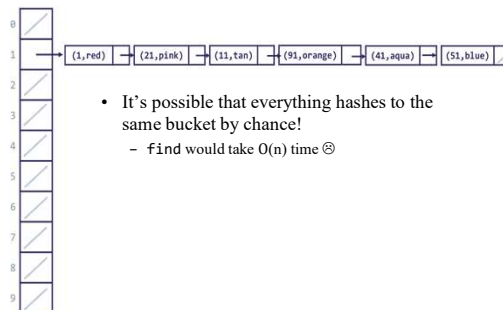 0
1
(1,red) (21,pink) (11,tan) (91,orange) (41,aqua) (51,blue)
2
3
4
5
6
7
8
9
• It's possible that everything hashes to the
same bucket by chance!
– find would take O(n) time ☹